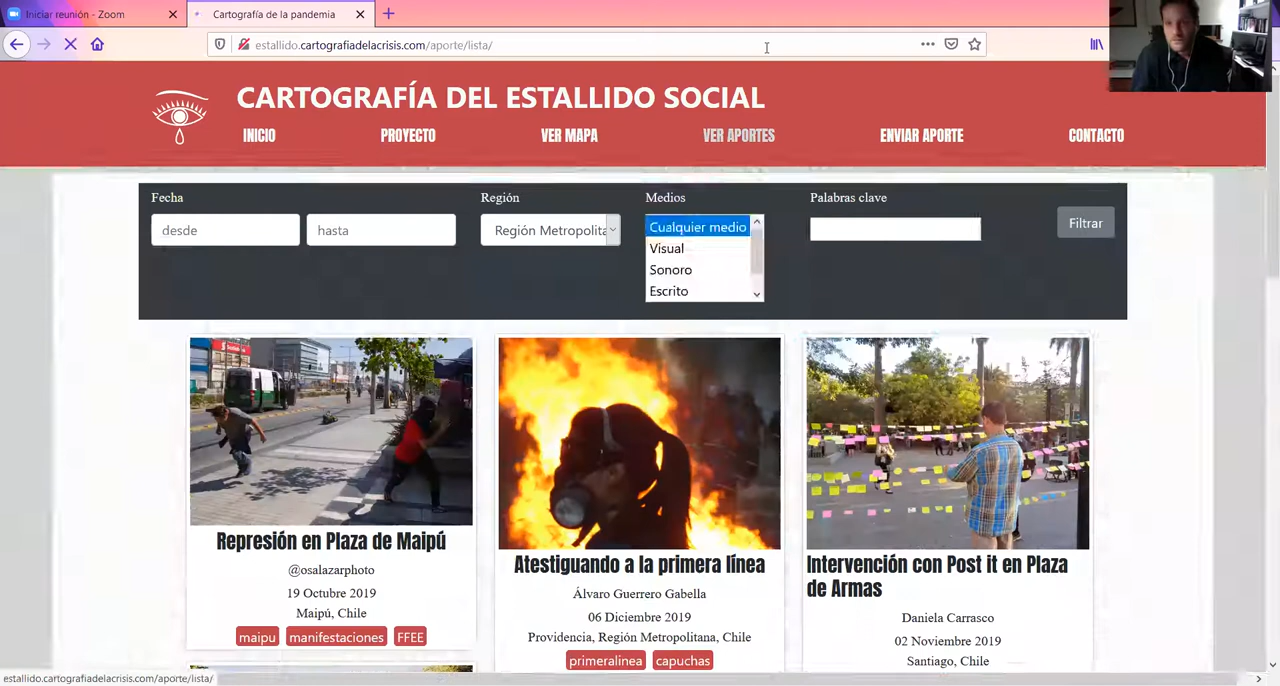 Iniciar reunión - Zoom
Cartografía de la pandemia
estallido.cartografiadelacrisis.com/aporte/lista/
CARTOGRAFÍA DEL ESTALLIDO SOCIAL
INICIO PROYECTO VER MAPA VER APORTES ENVIAR APORTE CONTACTO
Fecha Región Medios Palabras clave
desde hasta Región Metropolita Cualquier medio Filtrar
Visual
Sonoro
Escrito
Represión en Plaza de Maipú
@osalazarphoto
19 Octubre 2019
Maipú, Chile
maipu manifestaciones FFEE
Atestiguando a la primera línea
Álvaro Guerrero Gabella
06 Diciembre 2019
Providencia, Región Metropolitana, Chile
primeralinea capuchas
Intervención con Post it en Plaza
de Armas
Daniela Carrasco
02 Noviembre 2019
Santiago, Chile
estallido.cartografiadelacrisis.com/aporte/lista/